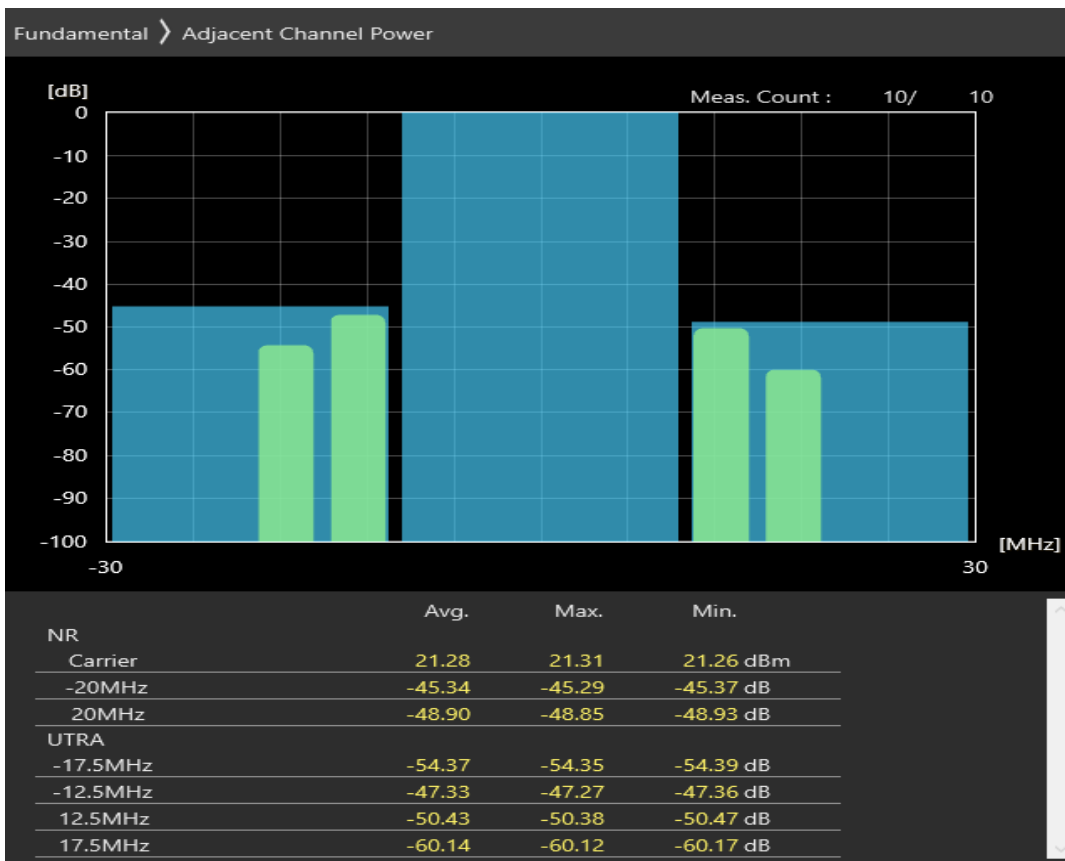 Fundamental 〉 Adjacent Channel Power
[dB]
Meas. Count : 10/ 10
0
-10
-20
-30
-40
-50
-60
-70
-80
-90
-100
[MHz]
-30 30
Avg. Max. Min.
NR
Carrier 21.28 21.31 21.26 dBm
-20MHz -45.34 -45.29 -45.37 dB
20MHz -48.90 -48.85 -48.93 dB
UTRA
-17.5MHz -54.37 -54.35 -54.39 dB
-12.5MHz -47.33 -47.27 -47.36 dB
12.5MHz -50.43 -50.38 -50.47 dB
17.5MHz -60.14 -60.12 -60.17 dB